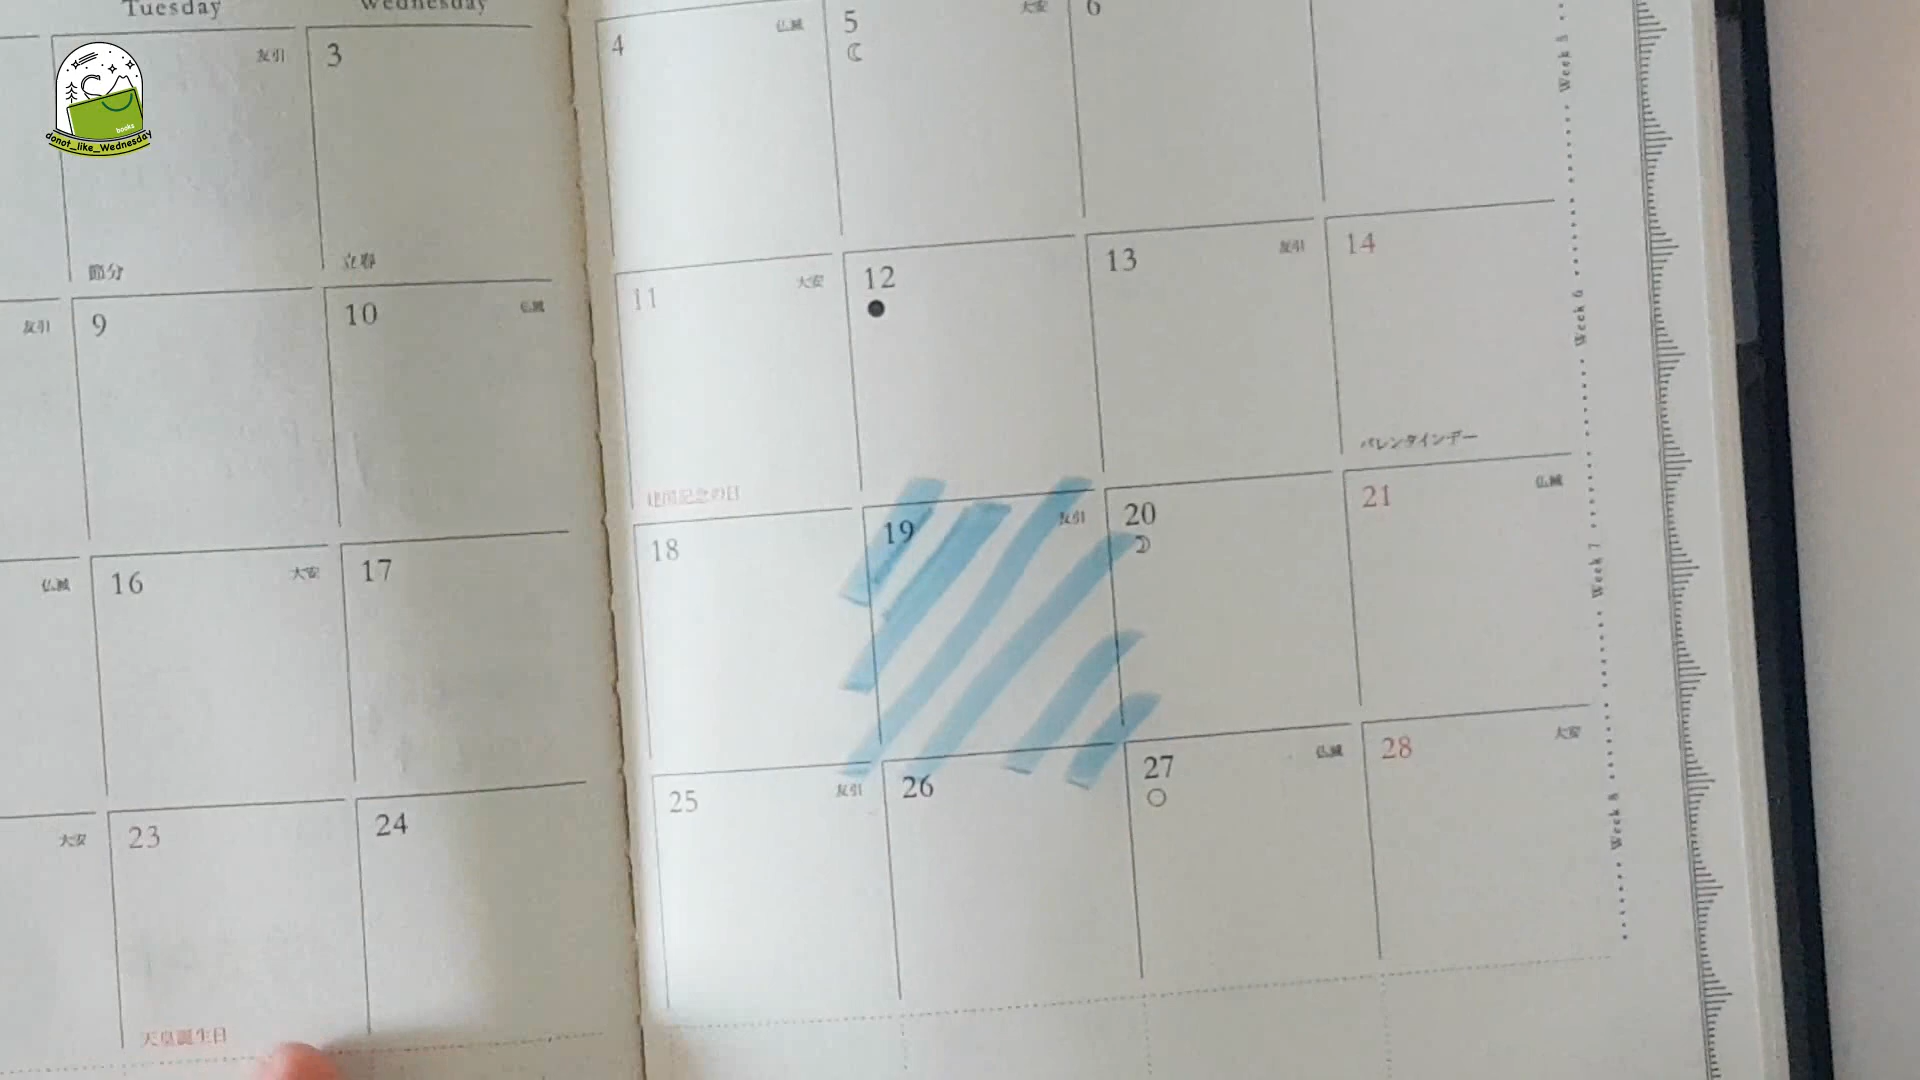 Tuesday
Wednesday
books
donot_like_Wednesday
友引
3
4
仏滅
5
大安
6
節分
立春
友引
9
10
仏滅
11
大安
12
13
友引
14
建国記念の日
バレンタインデー
仏滅
16
大安
17
18
19
友引
20
21
仏滅
大安
23
24
25
友引
26
27
仏滅
28
大安
天皇誕生日
Week 5
Week 6
Week 7
Week 8